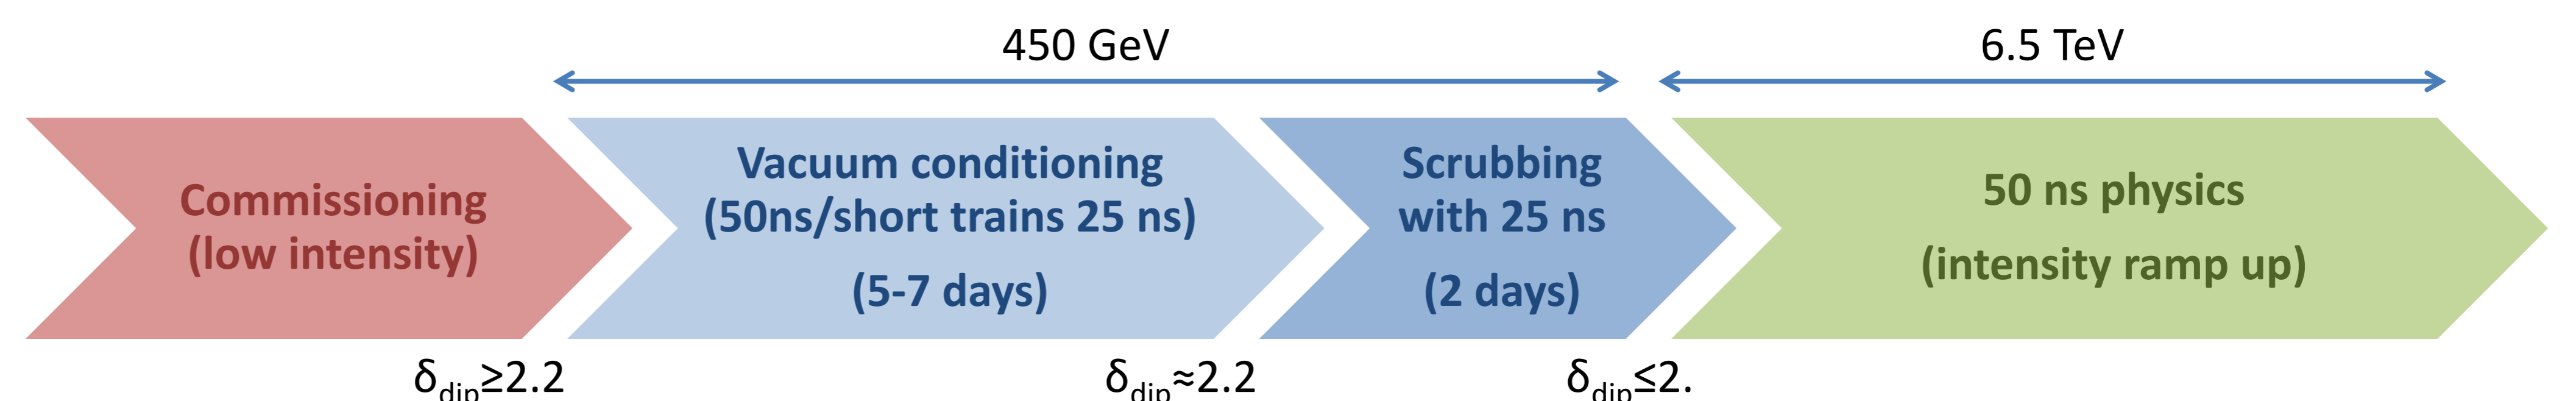 450 GeV
6.5 TeV
Commissioning
(low intensity)
Vacuum conditioning
(50ns/short trains 25 ns)
(5-7 days)
Scrubbing
with 25 ns
(2 days)
50 ns physics
(intensity ramp up)
δdip≥2.2
δdip≈2.2
δdip≤2.